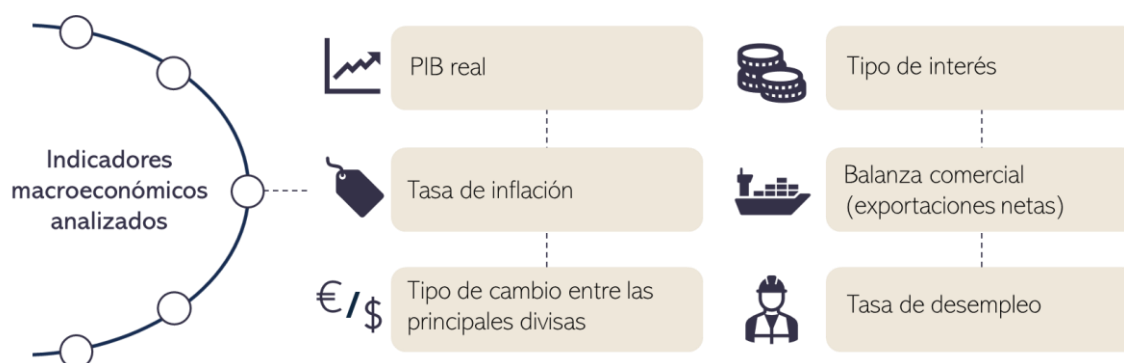 Indicadores
macroeconómicos
analizados
PIB real
Tasa de inflación
€/$
Tipo de cambio entre las
principales divisas
Tipo de interés
Balanza comercial
(exportaciones netas)
Tasa de desempleo